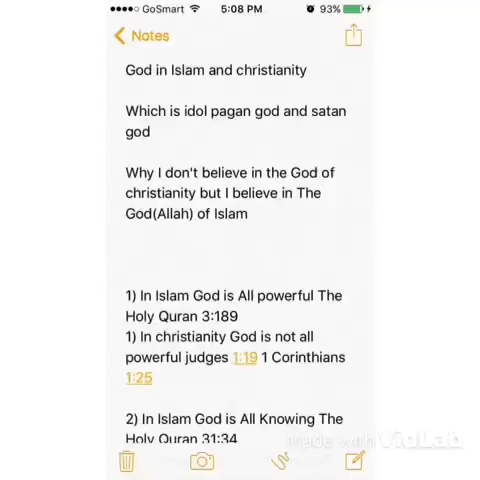 GoSmart 5:08 PM 93%
Notes
God in Islam and christianity
Which is idol pagan god and satan
god
Why I don't believe in the God of
christianity but I believe in The
God(Allah) of Islam
1) In Islam God is All powerful The
Holy Quran 3:189
1) In christianity God is not all
powerful judges 1:19 1 Corinthians
1:25
2) In Islam God is All Knowing The
Holy Quran 31:34
Made with VidLab